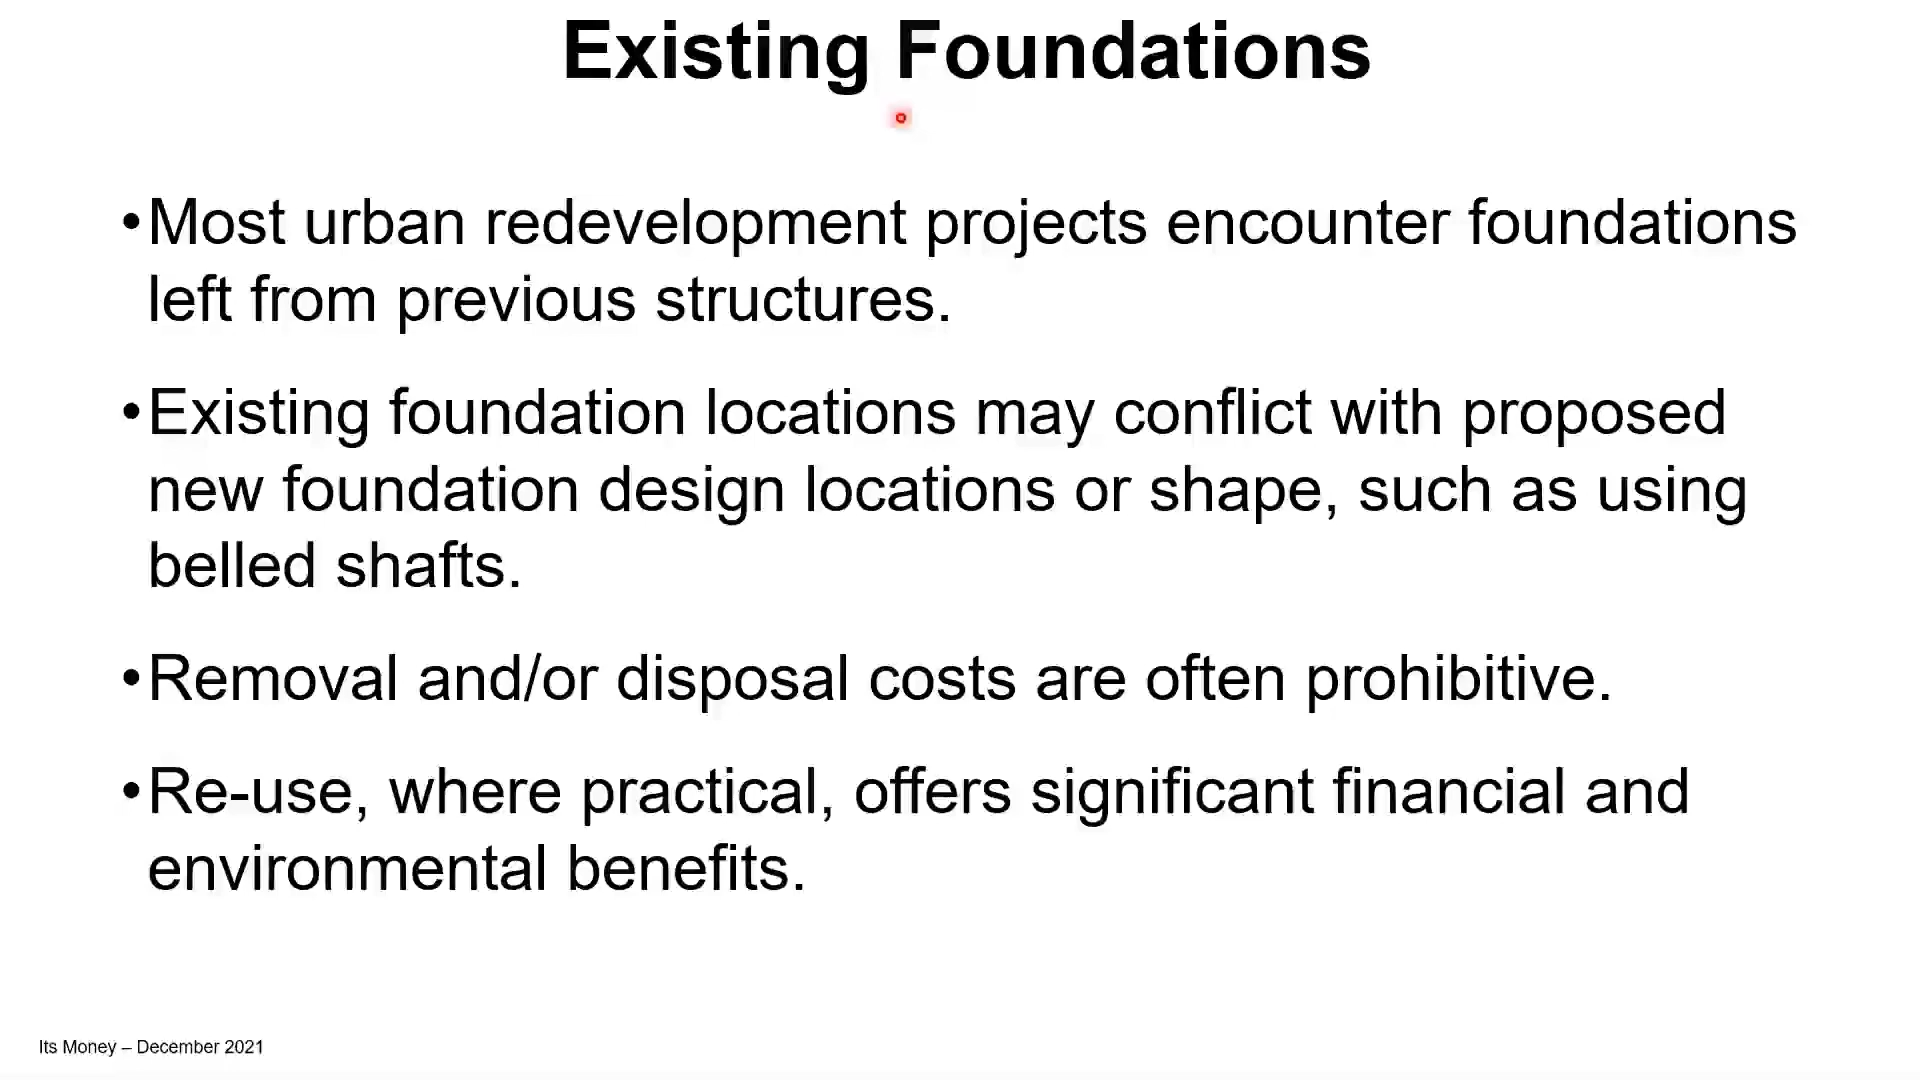 Existing Foundations
•Most urban redevelopment projects encounter foundations
left from previous structures.
•Existing foundation locations may conflict with proposed
new foundation design locations or shape, such as using
belled shafts.
•Removal and/or disposal costs are often prohibitive.
•Re-use, where practical, offers significant financial and
environmental benefits.
Its Money – December 2021